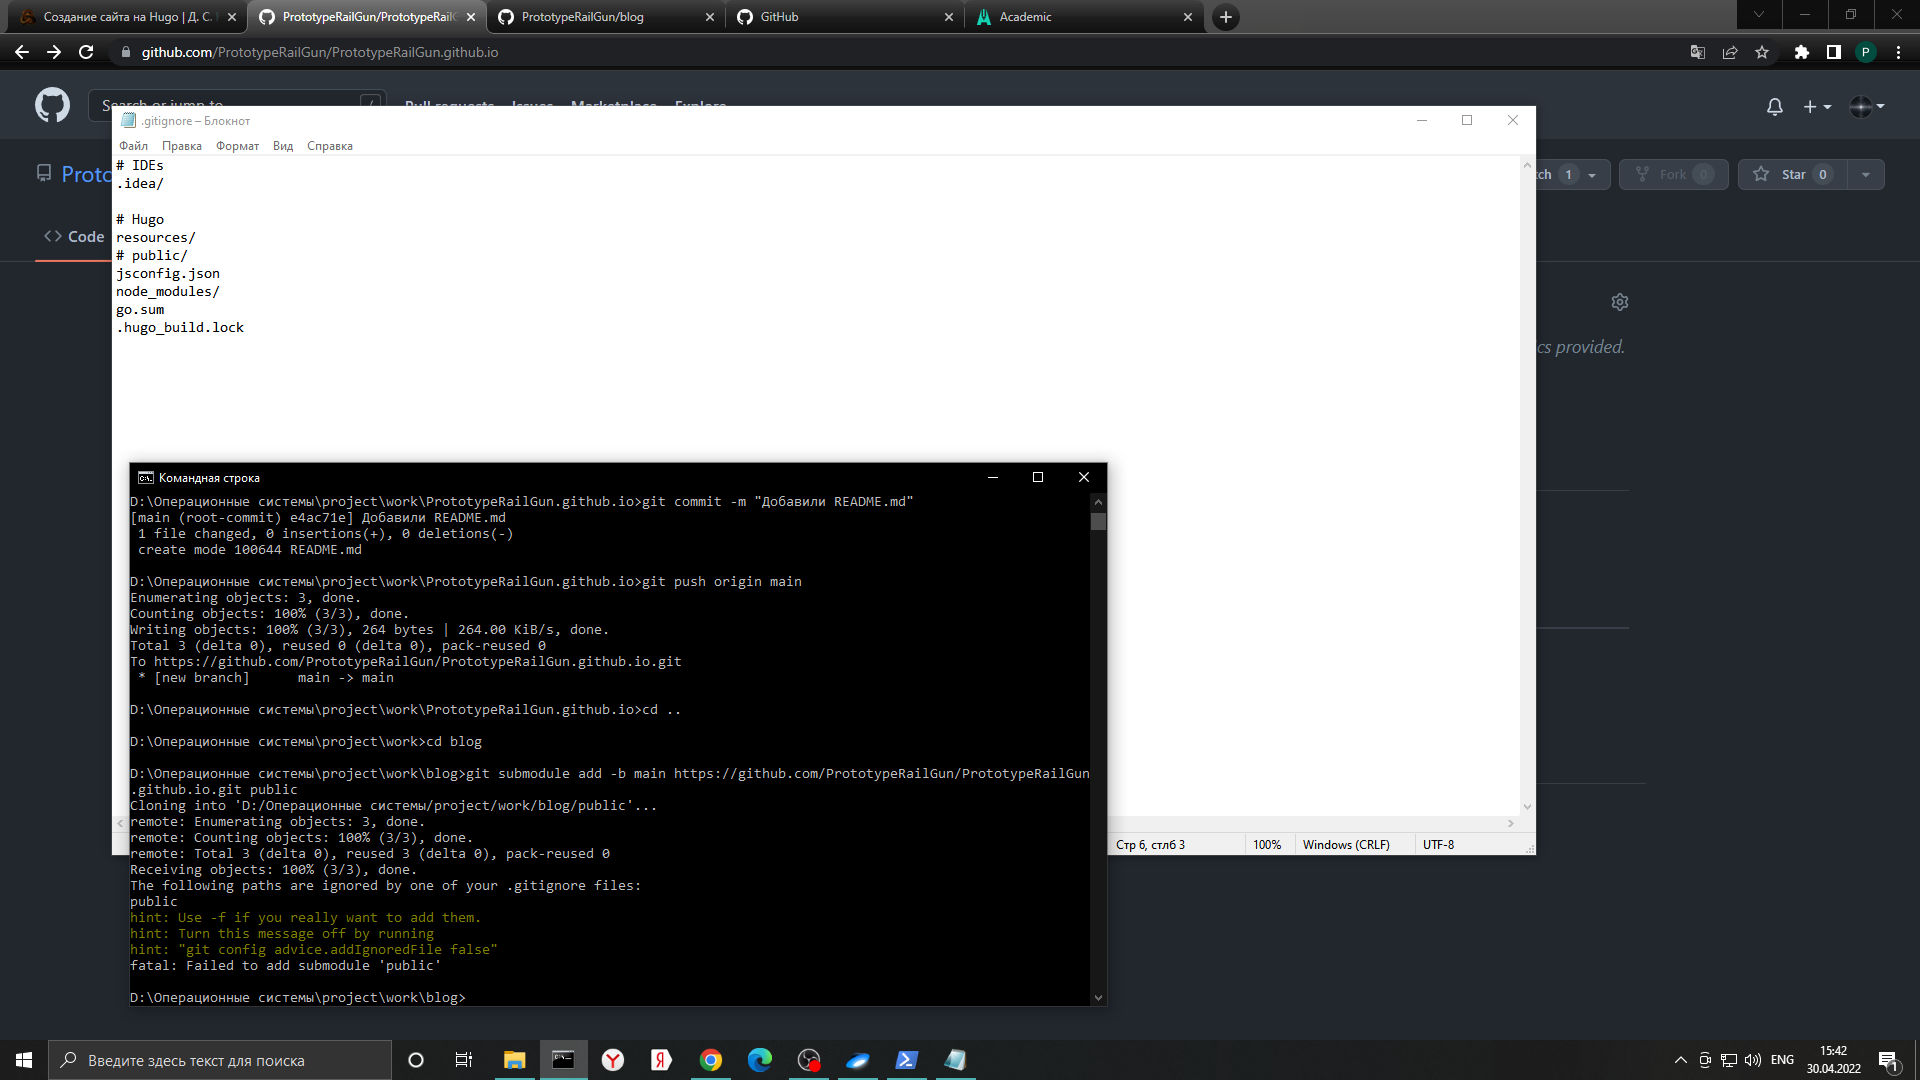 Создание сайта на Hugo | Д. С.
PrototypeRailGun/PrototypeRailG
PrototypeRailGun/blog
GitHub
Academic
github.com/PrototypeRailGun/PrototypeRailGun.github.io
P
Search or jump to
/
Pull requests
Issues
Marketplace
Explore
.gitignore – Блокнот
Файл
Правка
Формат
Вид
Справка
Proto
tch
1
Fork
0
Star
0
Code
# IDEs
.idea/
# Hugo
resources/
# public/
jsconfig.json
node_modules/
go.sum
.hugo_build.lock
cs provided.
Стр 6, стлб 3
100%
Windows (CRLF)
UTF-8
Командная строка
D:\Операционные системы\project\work\PrototypeRailGun.github.io>git commit -m "Добавили README.md"
[main (root-commit) e4ac71e] Добавили README.md
1 file changed, 0 insertions(+), 0 deletions(-)
create mode 100644 README.md
D:\Операционные системы\project\work\PrototypeRailGun.github.io>git push origin main
Enumerating objects: 3, done.
Counting objects: 100% (3/3), done.
Writing objects: 100% (3/3), 264 bytes | 264.00 KiB/s, done.
Total 3 (delta 0), reused 0 (delta 0), pack-reused 0
To https://github.com/PrototypeRailGun/PrototypeRailGun.github.io.git
* [new branch]      main -> main
D:\Операционные системы\project\work\PrototypeRailGun.github.io>cd ..
D:\Операционные системы\project\work>cd blog
D:\Операционные системы\project\work\blog>git submodule add -b main https://github.com/PrototypeRailGun/PrototypeRailGun
.github.io.git public
Cloning into 'D:/Операционные системы/project/work/blog/public'...
remote: Enumerating objects: 3, done.
remote: Counting objects: 100% (3/3), done.
remote: Total 3 (delta 0), reused 3 (delta 0), pack-reused 0
Receiving objects: 100% (3/3), done.
The following paths are ignored by one of your .gitignore files:
public
hint: Use -f if you really want to add them.
hint: Turn this message off by running
hint: "git config advice.addIgnoredFile false"
fatal: Failed to add submodule 'public'
D:\Операционные системы\project\work\blog>
Введите здесь текст для поиска
ENG
15:42
30.04.2022
1